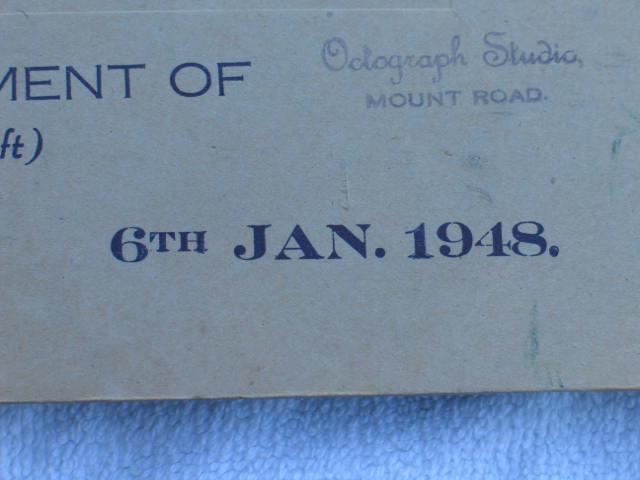 MENT OF
Octograph Studio,
MOUNT ROAD.
ft)
6TH JAN. 1948.